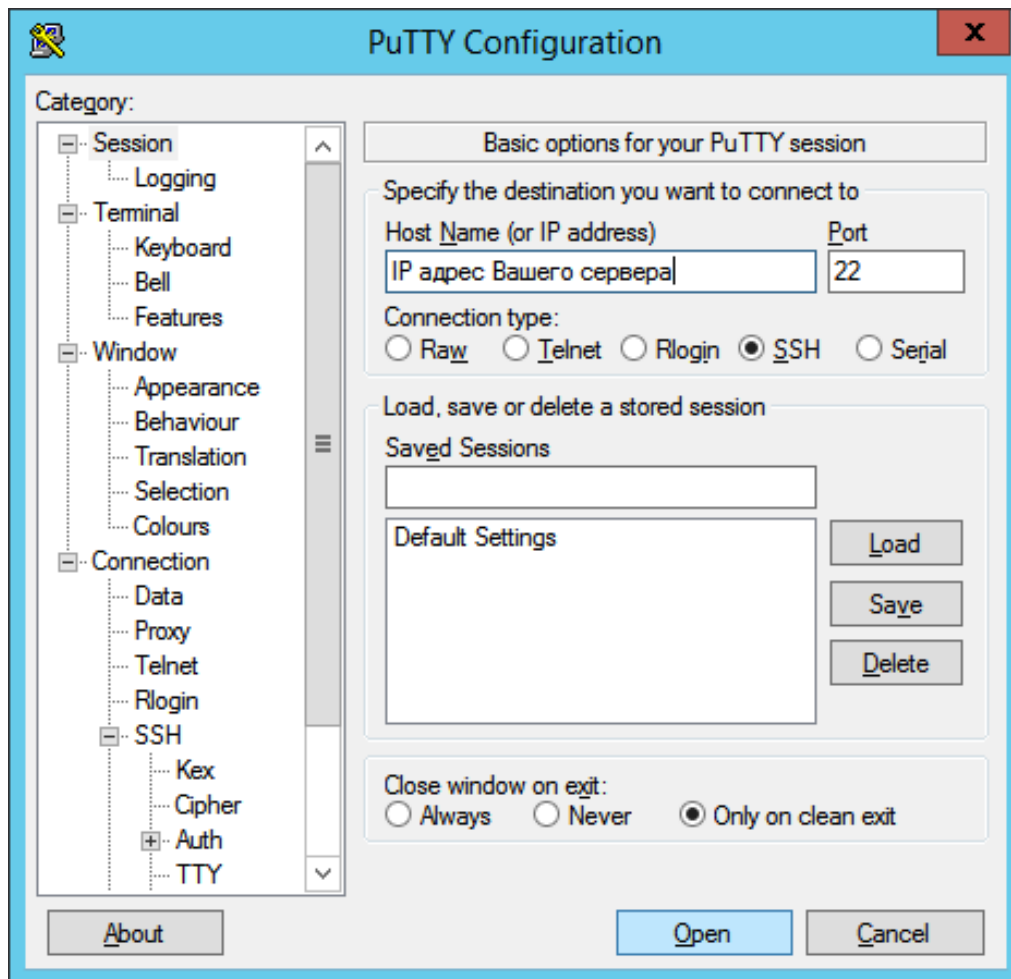 PuTTY Configuration
x
Category:
Session
Logging
Terminal
Keyboard
Bell
Features
Window
Appearance
Behaviour
Translation
Selection
Colours
Connection
Data
Proxy
Telnet
Rlogin
SSH
Kex
Cipher
Auth
TTY
Basic options for your PuTTY session
Specify the destination you want to connect to
Host Name (or IP address) Port
IP адрес Вашего сервера 22
Connection type:
Raw Telnet Rlogin SSH Serial
Load, save or delete a stored session
Saved Sessions
Default Settings
Load
Save
Delete
Close window on exit:
Always Never Only on clean exit
About Open Cancel